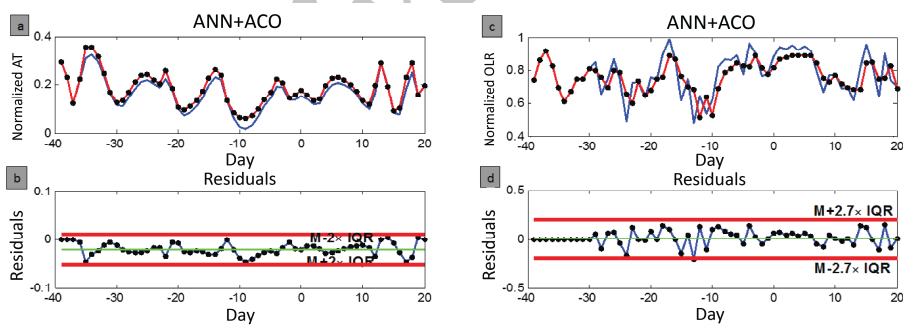 a
ANN+ACO
Normalized AT
0.4
0.2
0
-40 -30 -20 -10 0 10 20
Day
b
Residuals
Residuals
0.1
0
-0.1
M-2× IQR
M+2× IQR
-40 -30 -20 -10 0 10 20
Day
c
ANN+ACO
Normalized OLR
1
0.8
0.6
0.4
-40 -30 -20 -10 0 10 20
Day
d
Residuals
Residuals
0.5
0
-0.5
M+2.7× IQR
M-2.7× IQR
-40 -30 -20 -10 0 10 20
Day